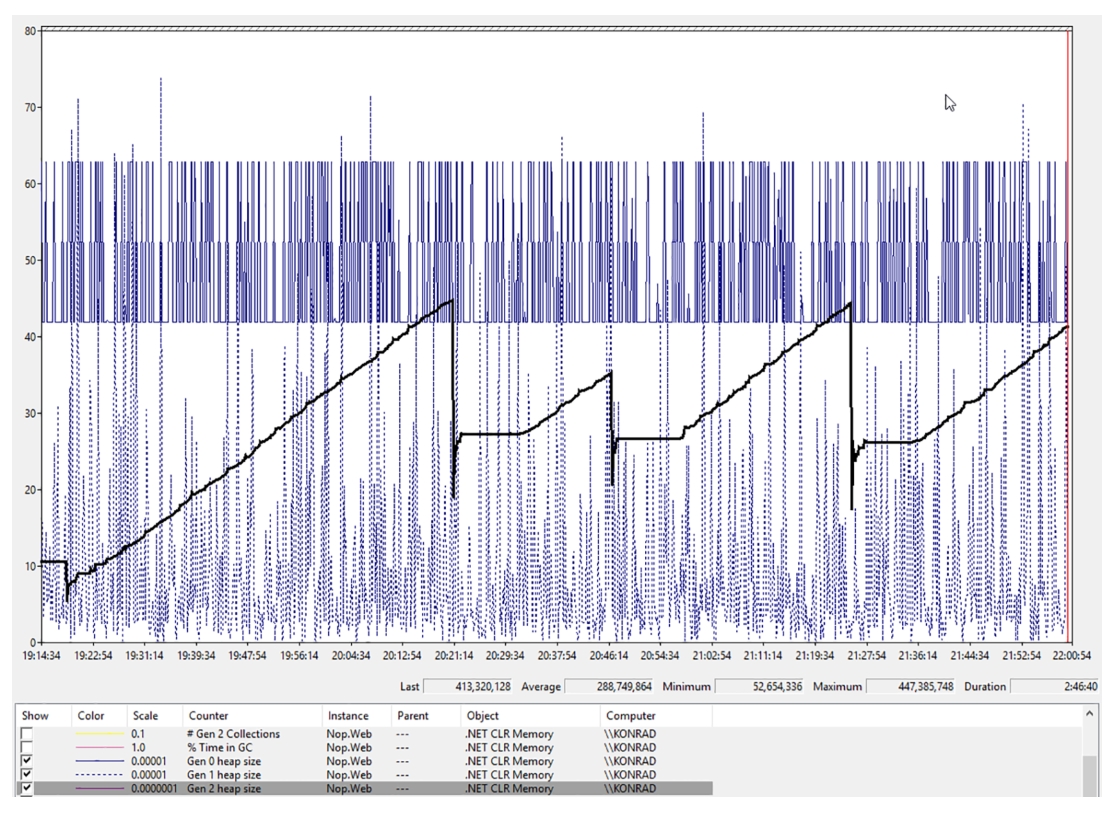 80
70
60
50
40
30
20
10
0
19:14:34 19:22:54 19:31:14 19:39:34 19:47:54 19:56:14 20:04:34 20:12:54 20:21:14 20:29:34 20:37:54 20:46:14 20:54:34 21:02:54 21:11:14 21:19:34 21:27:54 21:36:14 21:44:34 21:52:54 22:00:54
Last 413,320,128 Average 288,749,864 Minimum 52,654,336 Maximum 447,385,748 Duration 2:46:40
Show Color Scale Counter Instance Parent Object Computer
0.1 # Gen 2 Collections Nop.Web --- .NET CLR Memory \\KONRAD
1.0 % Time in GC Nop.Web --- .NET CLR Memory \\KONRAD
0.00001 Gen 0 heap size Nop.Web --- .NET CLR Memory \\KONRAD
0.00001 Gen 1 heap size Nop.Web --- .NET CLR Memory \\KONRAD
0.0000001 Gen 2 heap size Nop.Web --- .NET CLR Memory \\KONRAD